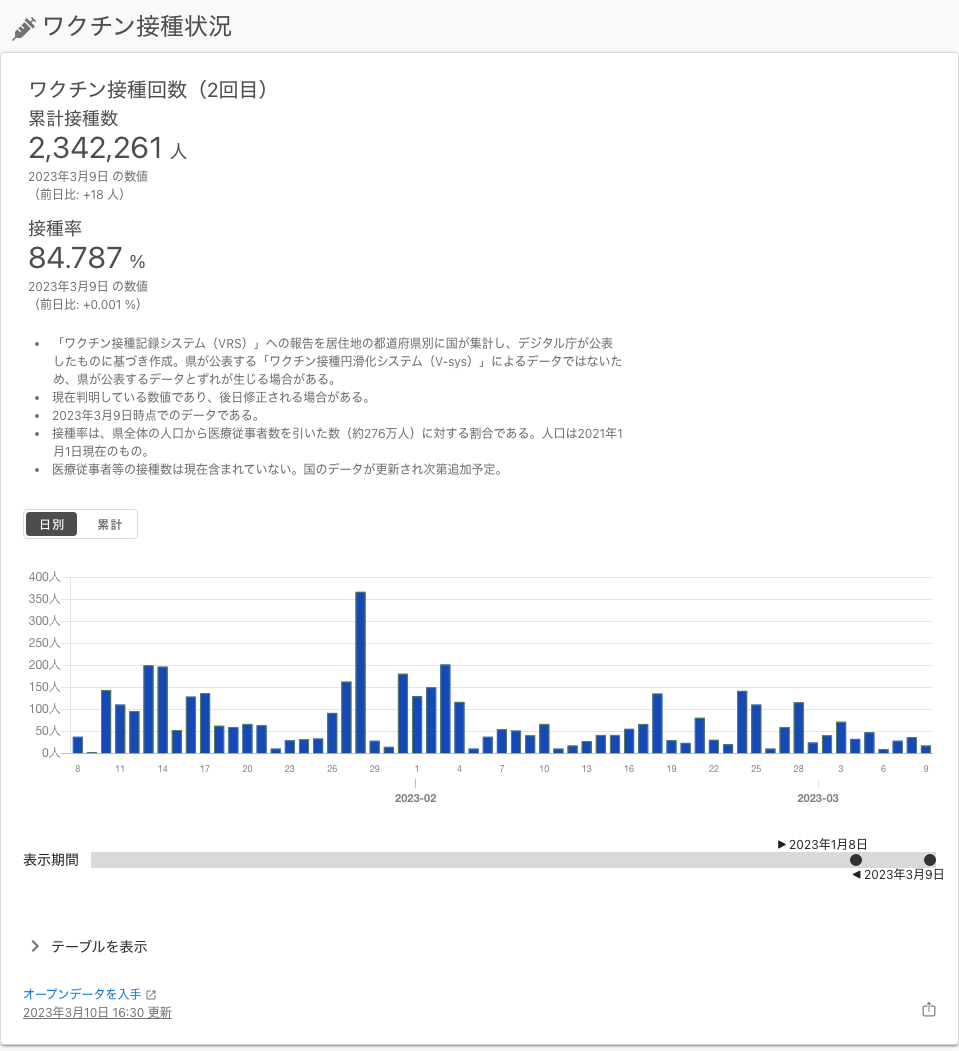 ワクチン接種状況
ワクチン接種回数（2回目）
累計接種数
2,342,261 人
2023年3月9日 の数値
（前日比: +18 人）
接種率
84.787 %
2023年3月9日 の数値
（前日比: +0.001 %）
• 「ワクチン接種記録システム（VRS）」への報告を居住地の都道府県別に国が集計し、デジタル庁が公表
したものに基づき作成。県が公表する「ワクチン接種円滑化システム（V-sys）」によるデータではないた
め、県が公表するデータとずれが生じる場合がある。
• 現在判明している数値であり、後日修正される場合がある。
• 2023年3月9日時点でのデータである。
• 接種率は、県全体の人口から医療従事者数を引いた数（約276万人）に対する割合である。人口は2021年1
月1日現在のもの。
• 医療従事者等の接種数は現在含まれていない。国のデータが更新され次第追加予定。
日別 累計
400人
350人
300人
250人
200人
150人
100人
50人
0人
8 11 14 17 20 23 26 29 1 4 7 10 13 16 19 22 25 28 3 6 9
2023-02 2023-03
▶ 2023年1月8日
表示期間
◀ 2023年3月9日
テーブルを表示
オープンデータを入手
2023年3月10日 16:30 更新